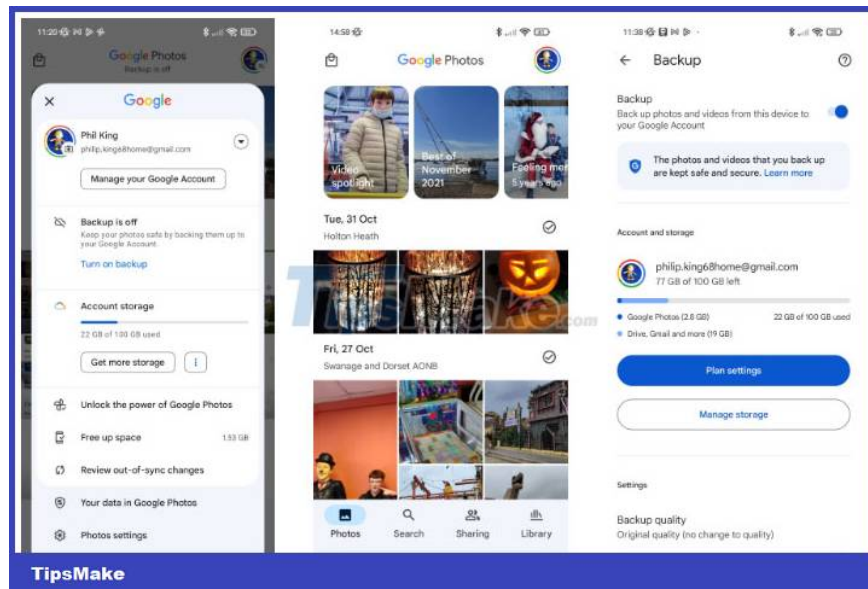 11:20
Google Photos
Backup is off
Google
Phil King
philip.king68home@gmail.com
Manage your Google Account
Backup is off
Keep your photos safe by backing them up to
your Google Account
Turn on backup
Account storage
22 GB of 100 GB used
Get more storage
Unlock the power of Google Photos
Free up space
1.93 GB
Review out-of-sync changes
Your data in Google Photos
Photos settings
14:58
Google Photos
Video
spotlight
Best of
November
2021
Feeling mer
5 years ago
Tue, 31 Oct
Holton Heath
TipsMake.com
Fri, 27 Oct
Swanage and Dorset AONB
Photos
Search
Sharing
Library
11:38
Backup
Backup
Back up photos and videos from this device to
your Google Account
The photos and videos that you back up
are kept safe and secure. Learn more
Account and storage
philip.king68home@gmail.com
77 GB of 100 GB left
Google Photos (2.8 GB)
22 GB of 100 GB used
Drive, Gmail and more (19 GB)
Plan settings
Manage storage
Settings
Backup quality
Original quality (no change to quality)
TipsMake